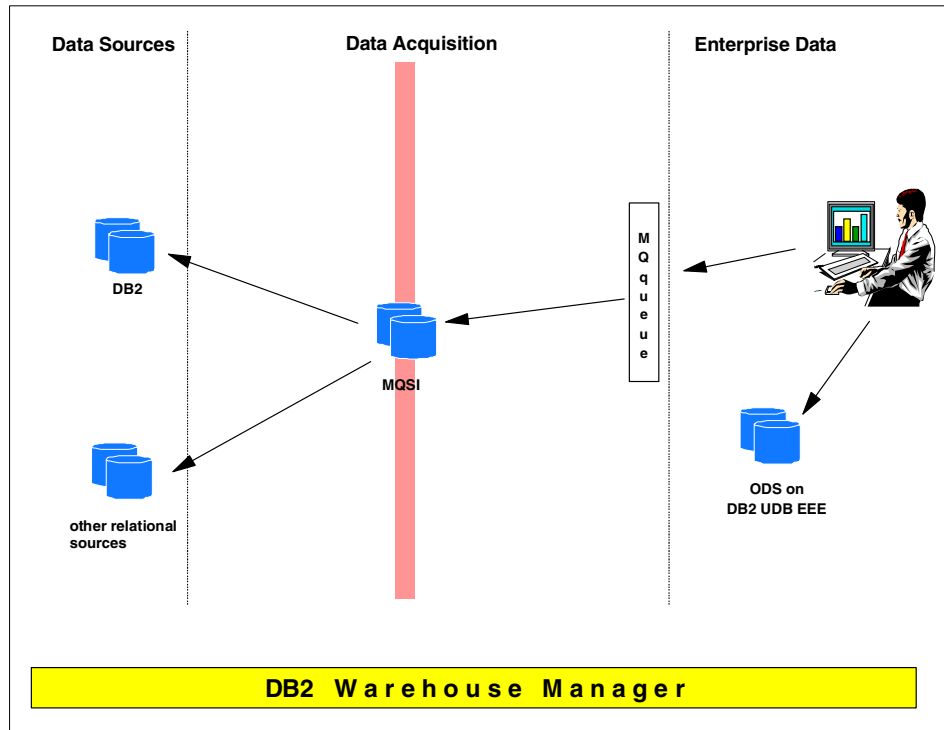 Data Sources
Data Acquisition
Enterprise Data
DB2
MQSI
MQqueue
other relational
sources
ODS on
DB2 UDB EEE
DB2 Warehouse Manager